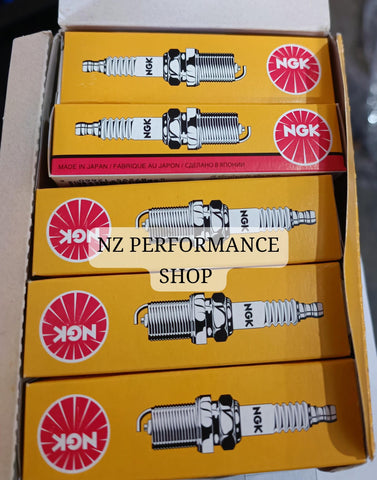 NGK
NGK
NGK
NGK
MADE IN JAPAN / FABRIQUE AU JAPON / СДЕЛАНО В ЯПОНИИ
NGK
NGK
NZ PERFORMANCE
SHOP
NGK
NGK
NGK
NGK